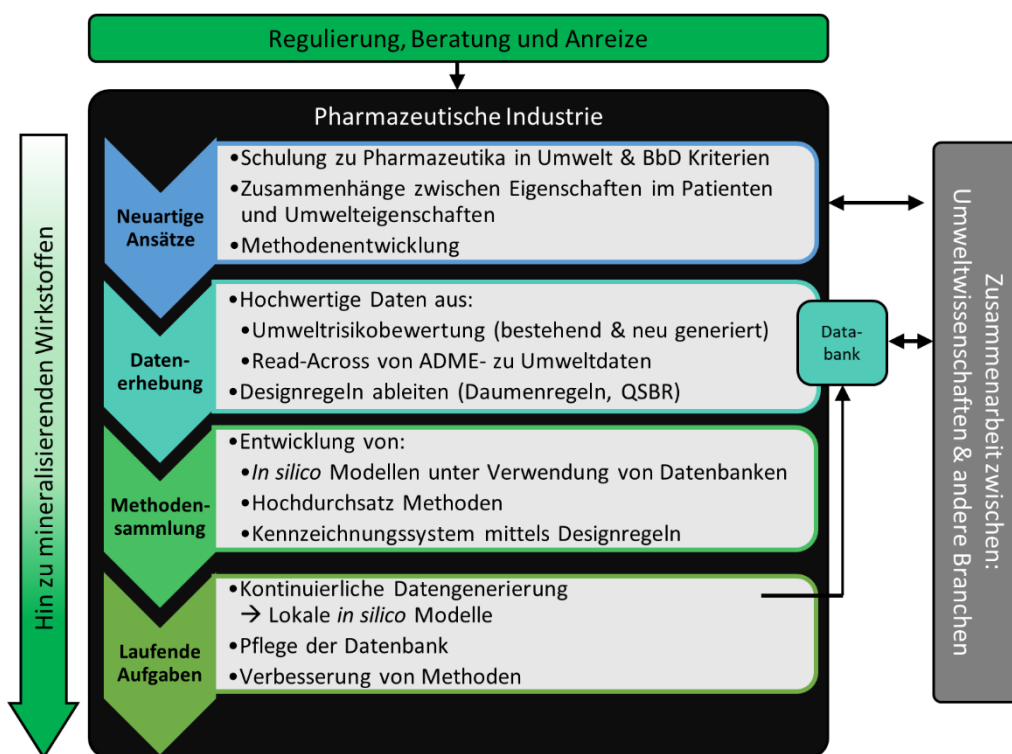 Regulierung, Beratung und Anreize
Pharmazeutische Industrie
Hin zu mineralisierenden Wirkstoffen
Neuartige
Ansätze
•Schulung zu Pharmazeutika in Umwelt & BbD Kriterien
•Zusammenhänge zwischen Eigenschaften im Patienten
und Umwelteigenschaften
•Methodenentwicklung
Daten-
erhebung
•Hochwertige Daten aus:
•Umweltrisikobewertung (bestehend & neu generiert)
•Read-Across von ADME- zu Umweltdaten
•Designregeln ableiten (Daumenregeln, QSBR)
Data-
bank
Methoden-
sammlung
•Entwicklung von:
•In silico Modellen unter Verwendung von Datenbanken
•Hochdurchsatz Methoden
•Kennzeichnungssystem mittels Designregeln
Laufende
Aufgaben
•Kontinuierliche Datengenerierung
→ Lokale in silico Modelle
•Pflege der Datenbank
•Verbesserung von Methoden
Zusammenarbeit zwischen:
Umweltwissenschaften & andere Branchen